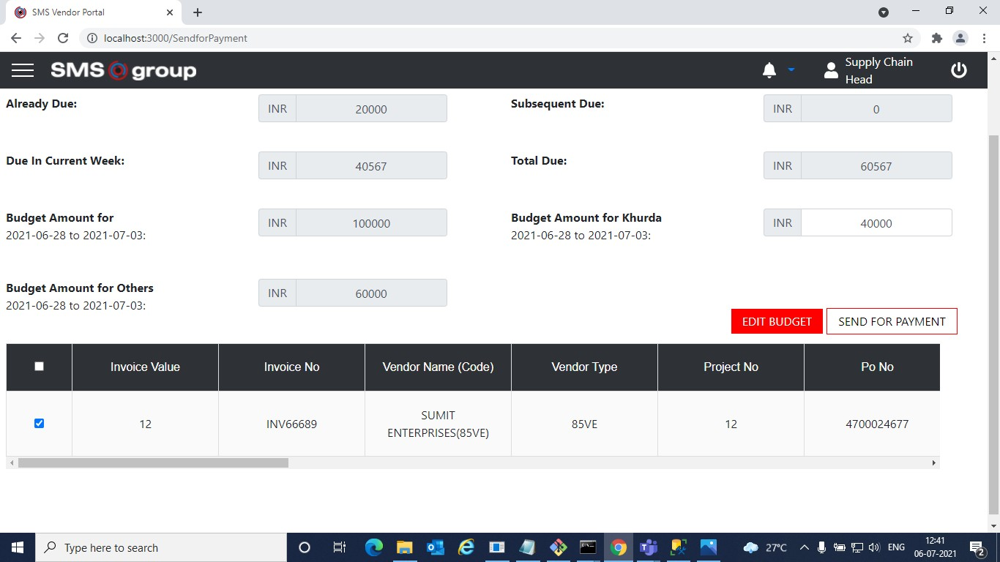 SMS Vendor Portal
localhost:3000/SendforPayment
SMS group
Supply Chain
Head
Already Due: INR 20000 Subsequent Due: INR 0
Due In Current Week: INR 40567 Total Due: INR 60567
Budget Amount for INR 100000 Budget Amount for Khurda INR 40000
2021-06-28 to 2021-07-03: 2021-06-28 to 2021-07-03:
Budget Amount for Others INR 60000
2021-06-28 to 2021-07-03:
EDIT BUDGET SEND FOR PAYMENT
Invoice Value Invoice No Vendor Name (Code) Vendor Type Project No Po No
12 INV66689 SUMIT ENTERPRISES(85VE) 85VE 12 4700024677
Type here to search
27°C ENG 12:41
06-07-2021
2